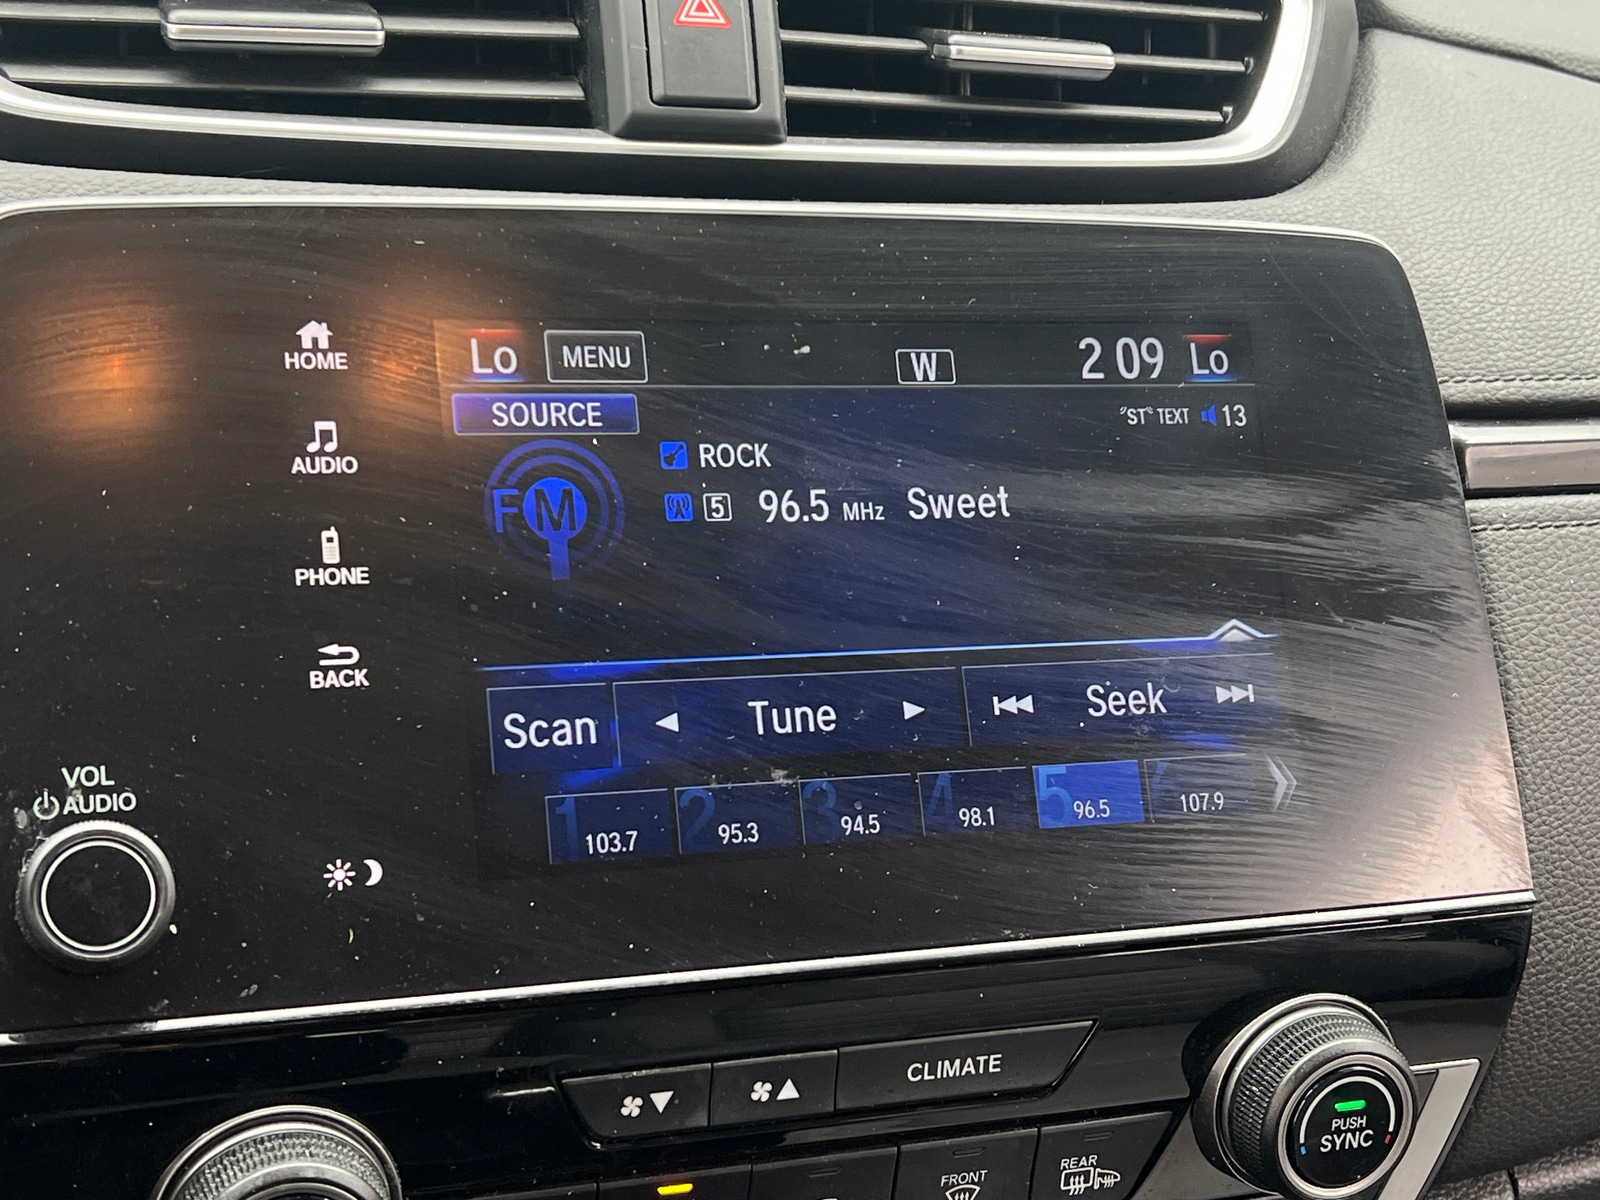 HOME
AUDIO
PHONE
BACK
VOL
AUDIO
Lo MENU W 2 09 Lo
SOURCE "ST" TEXT 13
FM
ROCK
5 96.5 MHz Sweet
Scan Tune Seek
1 103.7 2 95.3 3 94.5 4 98.1 5 96.5 6 107.9
CLIMATE
PUSH
SYNC
FRONT
REAR